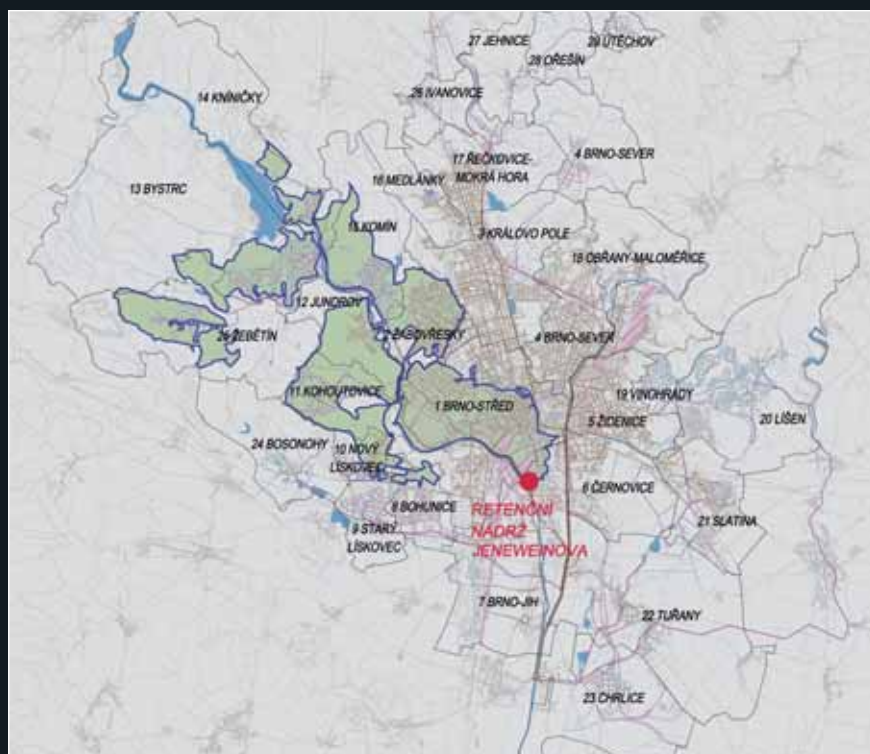 27 JEHNICE
29 ÚTĚCHOV
28 OŘEŠÍN
14 KNÍNIČKY
26 IVANOVICE
17 ŘEČKOVICE-
MOKRÁ HORA
4 BRNO-SEVER
16 MEDLÁNKY
13 BYSTRC
15 KOMÍN
3 KRÁLOVO POLE
18 OBŘANY-MALOMĚŘICE
12 JUNDROV
25 ŽEBĚTÍN
2 ŽABOVŘESKY
4 BRNO-SEVER
11 KOHOUTOVICE
1 BRNO-STŘED
19 VINOHRADY
5 ŽIDENICE
20 LÍŠEŇ
24 BOSONOHY
10 NOVÝ
LÍSKOVEC
6 ČERNOVICE
8 BOHUNICE
9 STARÝ
LÍSKOVEC
RETENČNÍ
NÁDRŽ
JENEWEINOVA
21 SLATINA
7 BRNO-JIH
22 TUŘANY
23 CHRLICE